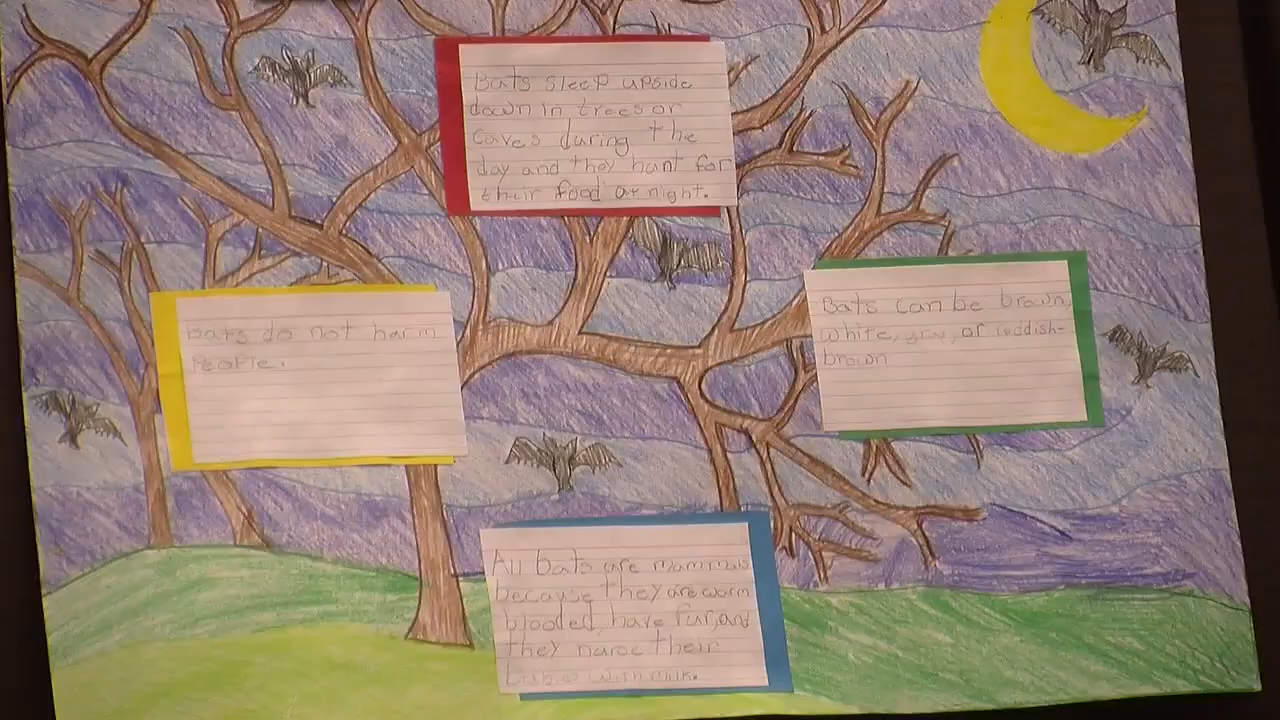 Bats sleep upside
down in trees or
caves during the
day and they hunt for
their food at night.
Bats do not harm
People.
Bats can be brown,
white, gray, or reddish-
brown
All bats are mammals
because they are warm
blooded, have fur, and
they nurse their
with milk.